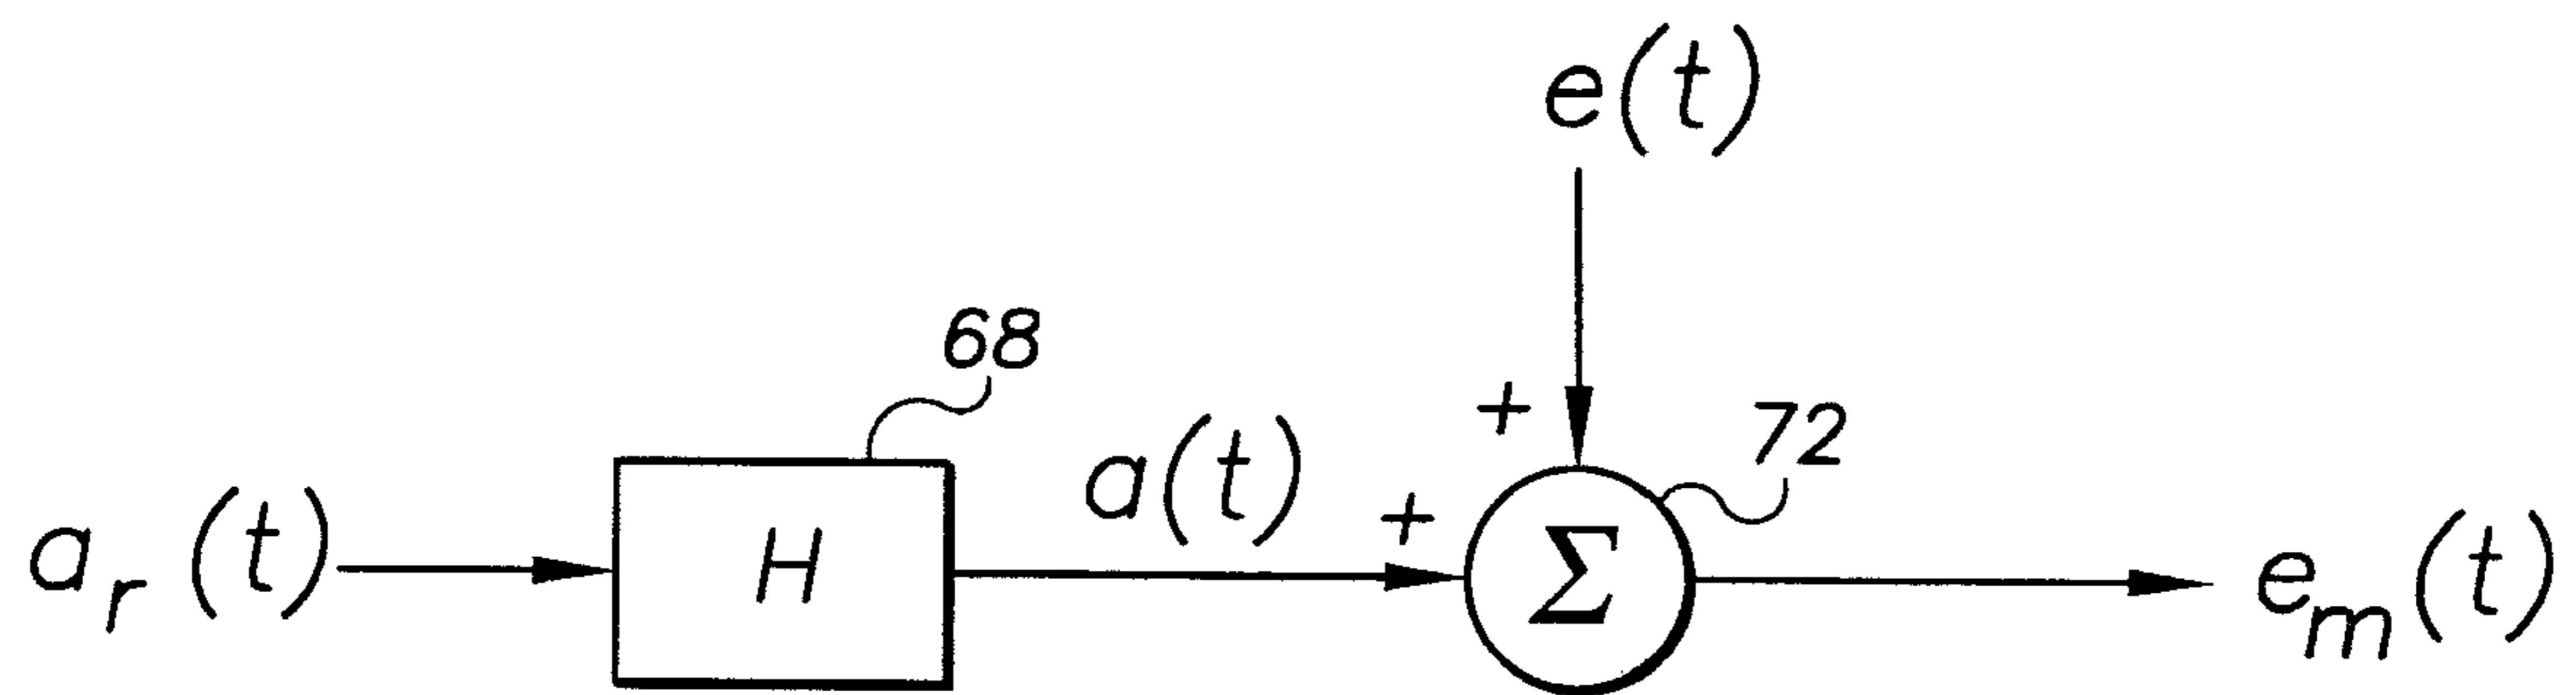 e(t)
68
+
72
a(t)
+
a_r(t)
H
Σ
e_m(t)